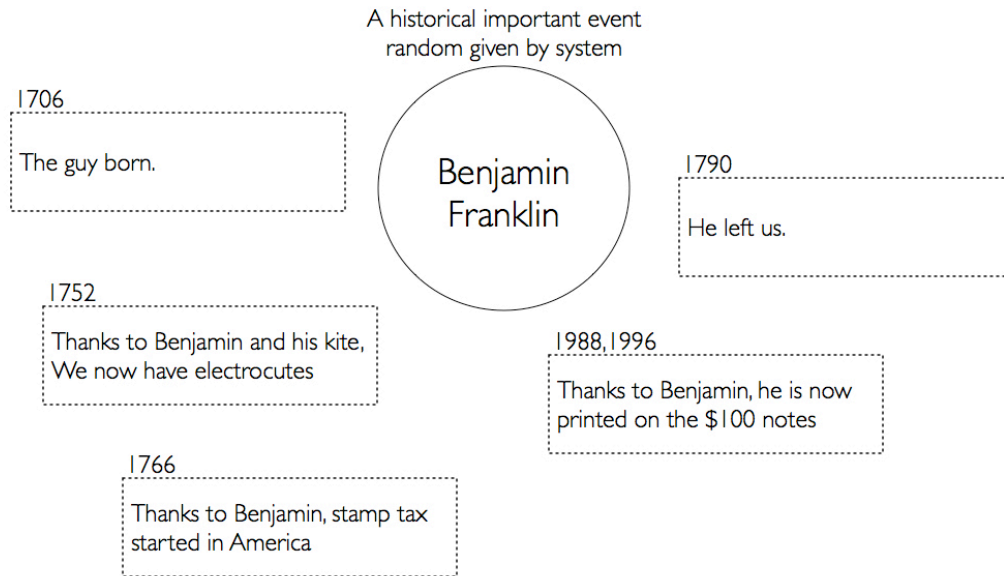 A historical important event
random given by system
Benjamin
Franklin
1706
The guy born.
1752
Thanks to Benjamin and his kite,
We now have electrocutes
1766
Thanks to Benjamin, stamp tax
started in America
1790
He left us.
1988,1996
Thanks to Benjamin, he is now
printed on the $100 notes